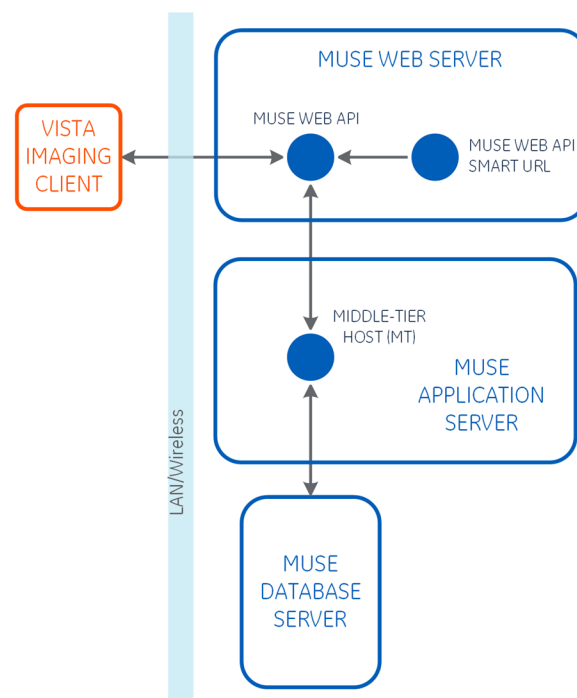 MUSE WEB SERVER
MUSE WEB API
VISTA
IMAGING
CLIENT
MUSE WEB API
SMART URL
MIDDLE-TIER
HOST (MT)
MUSE
APPLICATION
SERVER
LAN/Wireless
MUSE
DATABASE
SERVER